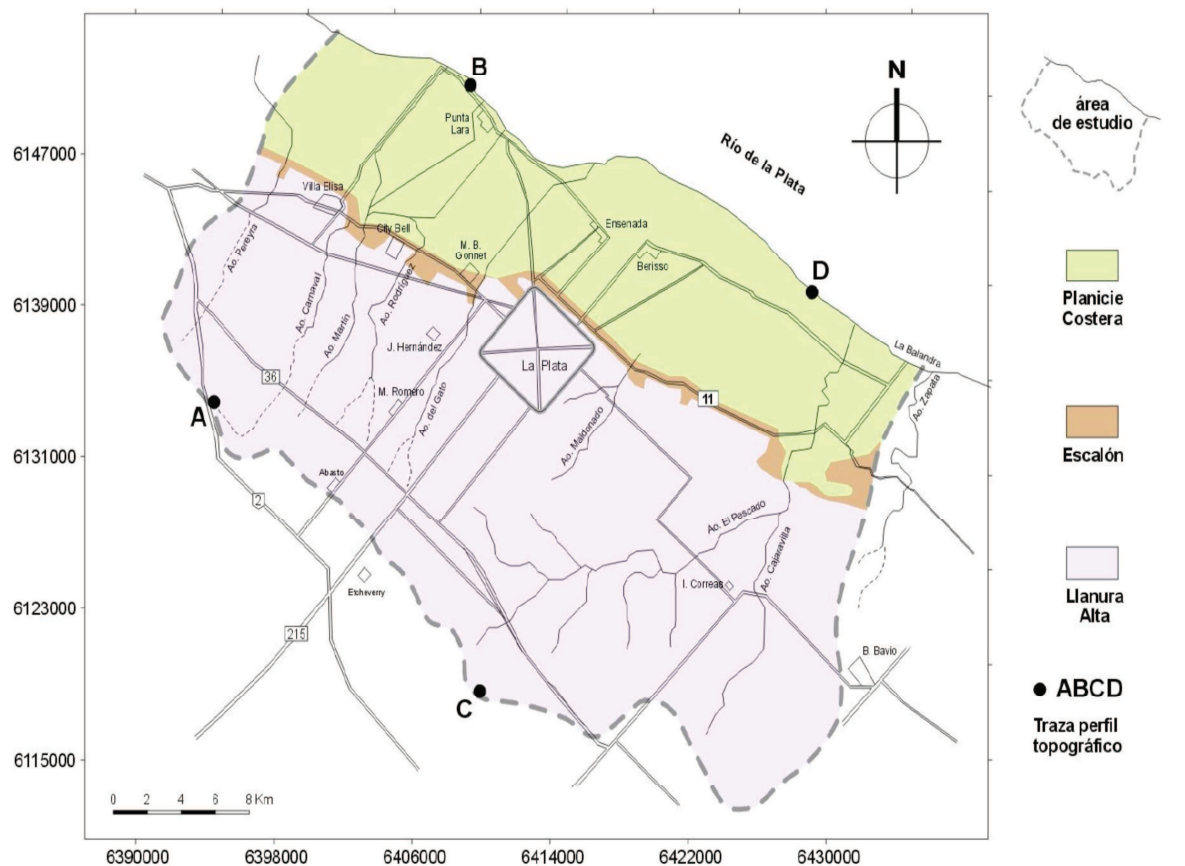 B
N
Punta
Lara
Río de la Plata
área
de estudio
6147000
Villa Elisa
City Bell
Ensenada
M. B.
Gonnet
Berisso
D
Ao. Pereyra
Ao. Carnaval
Ao. Martín
Ao. Rodríguez
6139000
Planicie
Costera
J. Hernández
La Plata
La Balandra
36
M. Romero
Ao. del Gato
11
Ao. Zapata
A
Ao. Maldonado
6131000
Escalón
Abasto
2
Ao. El Pescado
Ao. Cajaravilla
I. Correas
Etcheverry
6123000
Llanura
Alta
215
B. Bavio
C
ABCD
Traza perfil
topográfico
6115000
0 2 4 6 8 Km
6390000 6398000 6406000 6414000 6422000 6430000